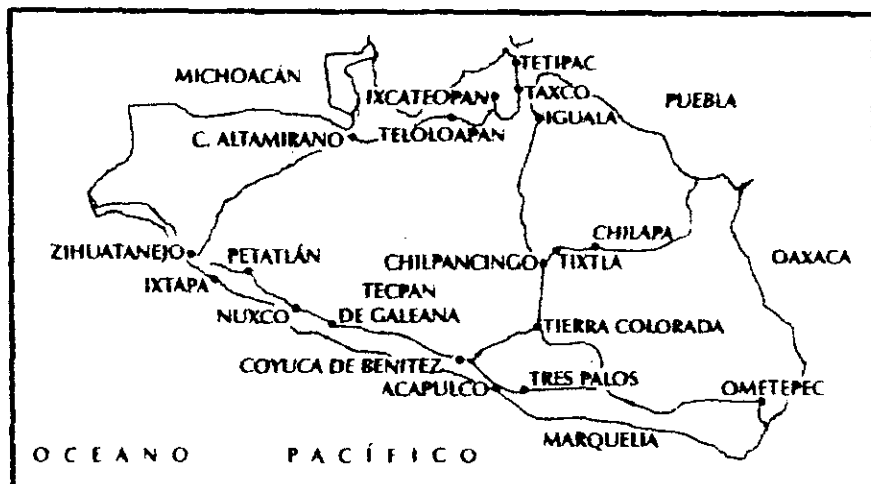 TETIPAC
MICHOACÁN
IXCATEOPAN
TAXCO
PUEBLA
IGUALA
C. ALTAMIRANO
TELOLOAPAN
CHILAPA
ZIHUATANEJO
PETATLÁN
CHILPANCINGO
TIXTLA
OAXACA
IXTAPA
TECPAN
NUXCO
DE GALEANA
TIERRA COLORADA
COYUCA DE BENITEZ
ACAPULCO
TRES PALOS
OMETEPEC
MARQUELIA
OCEANO PACÍFICO